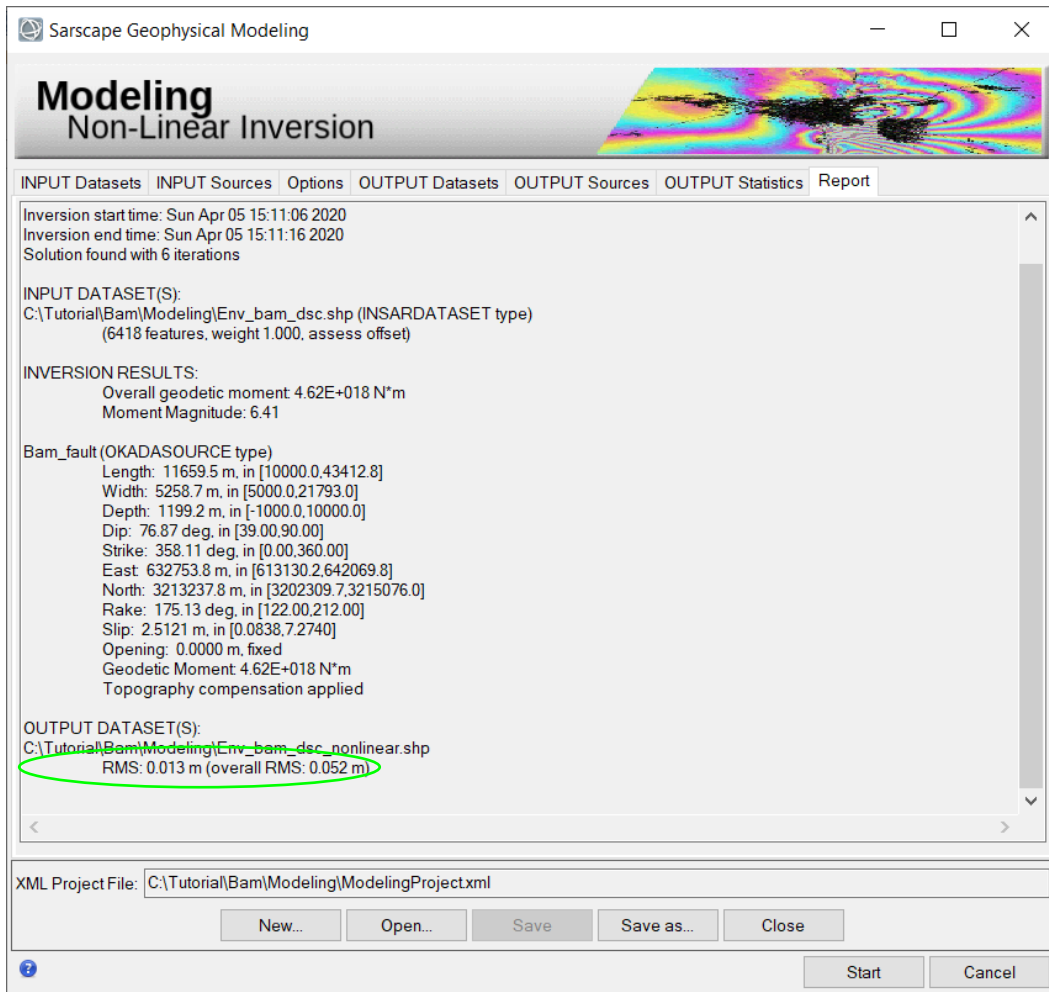 Sarscape Geophysical Modeling
Modeling
Non-Linear Inversion
INPUT Datasets INPUT Sources Options OUTPUT Datasets OUTPUT Sources OUTPUT Statistics Report
Inversion start time: Sun Apr 05 15:11:06 2020
Inversion end time: Sun Apr 05 15:11:16 2020
Solution found with 6 iterations
INPUT DATASET(S):
C:\Tutorial\Bam\Modeling\Env_bam_dsc.shp (INSARDATASET type)
(6418 features, weight 1.000, assess offset)
INVERSION RESULTS:
Overall geodetic moment: 4.62E+018 N*m
Moment Magnitude: 6.41
Bam_fault (OKADASOURCE type)
Length: 11659.5 m, in [10000.0,43412.8]
Width: 5258.7 m, in [5000.0,21793.0]
Depth: 1199.2 m, in [-1000.0,10000.0]
Dip: 76.87 deg, in [39.00,90.00]
Strike: 358.11 deg, in [0.00,360.00]
East: 632753.8 m, in [613130.2,642069.8]
North: 3213237.8 m, in [3202309.7,3215076.0]
Rake: 175.13 deg, in [122.00,212.00]
Slip: 2.5121 m, in [0.0838,7.2740]
Opening: 0.0000 m, fixed
Geodetic Moment: 4.62E+018 N*m
Topography compensation applied
OUTPUT DATASET(S):
C:\Tutorial\Bam\Modeling\Env_bam_dsc_nonlinear.shp
RMS: 0.013 m (overall RMS: 0.052 m)
XML Project File: C:\Tutorial\Bam\Modeling\ModelingProject.xml
New... Open... Save Save as... Close
? Start Cancel